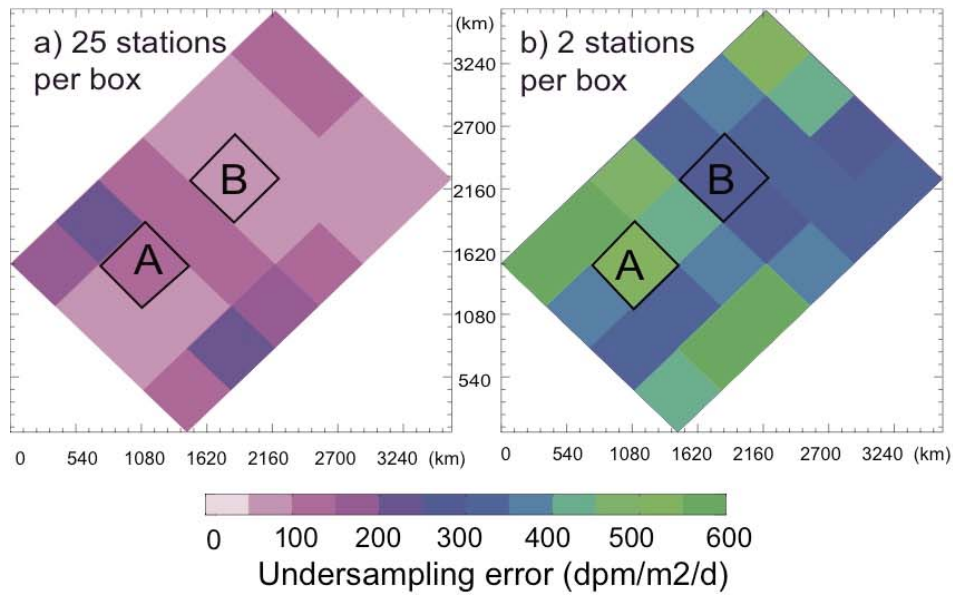 a) 25 stations
per box
B
A
(km)
3240
2700
2160
1620
1080
540
0 540 1080 1620 2160 2700 3240 (km)
b) 2 stations
per box
B
A
0 540 1080 1620 2160 2700 3240 (km)
0 100 200 300 400 500 600
Undersampling error (dpm/m2/d)